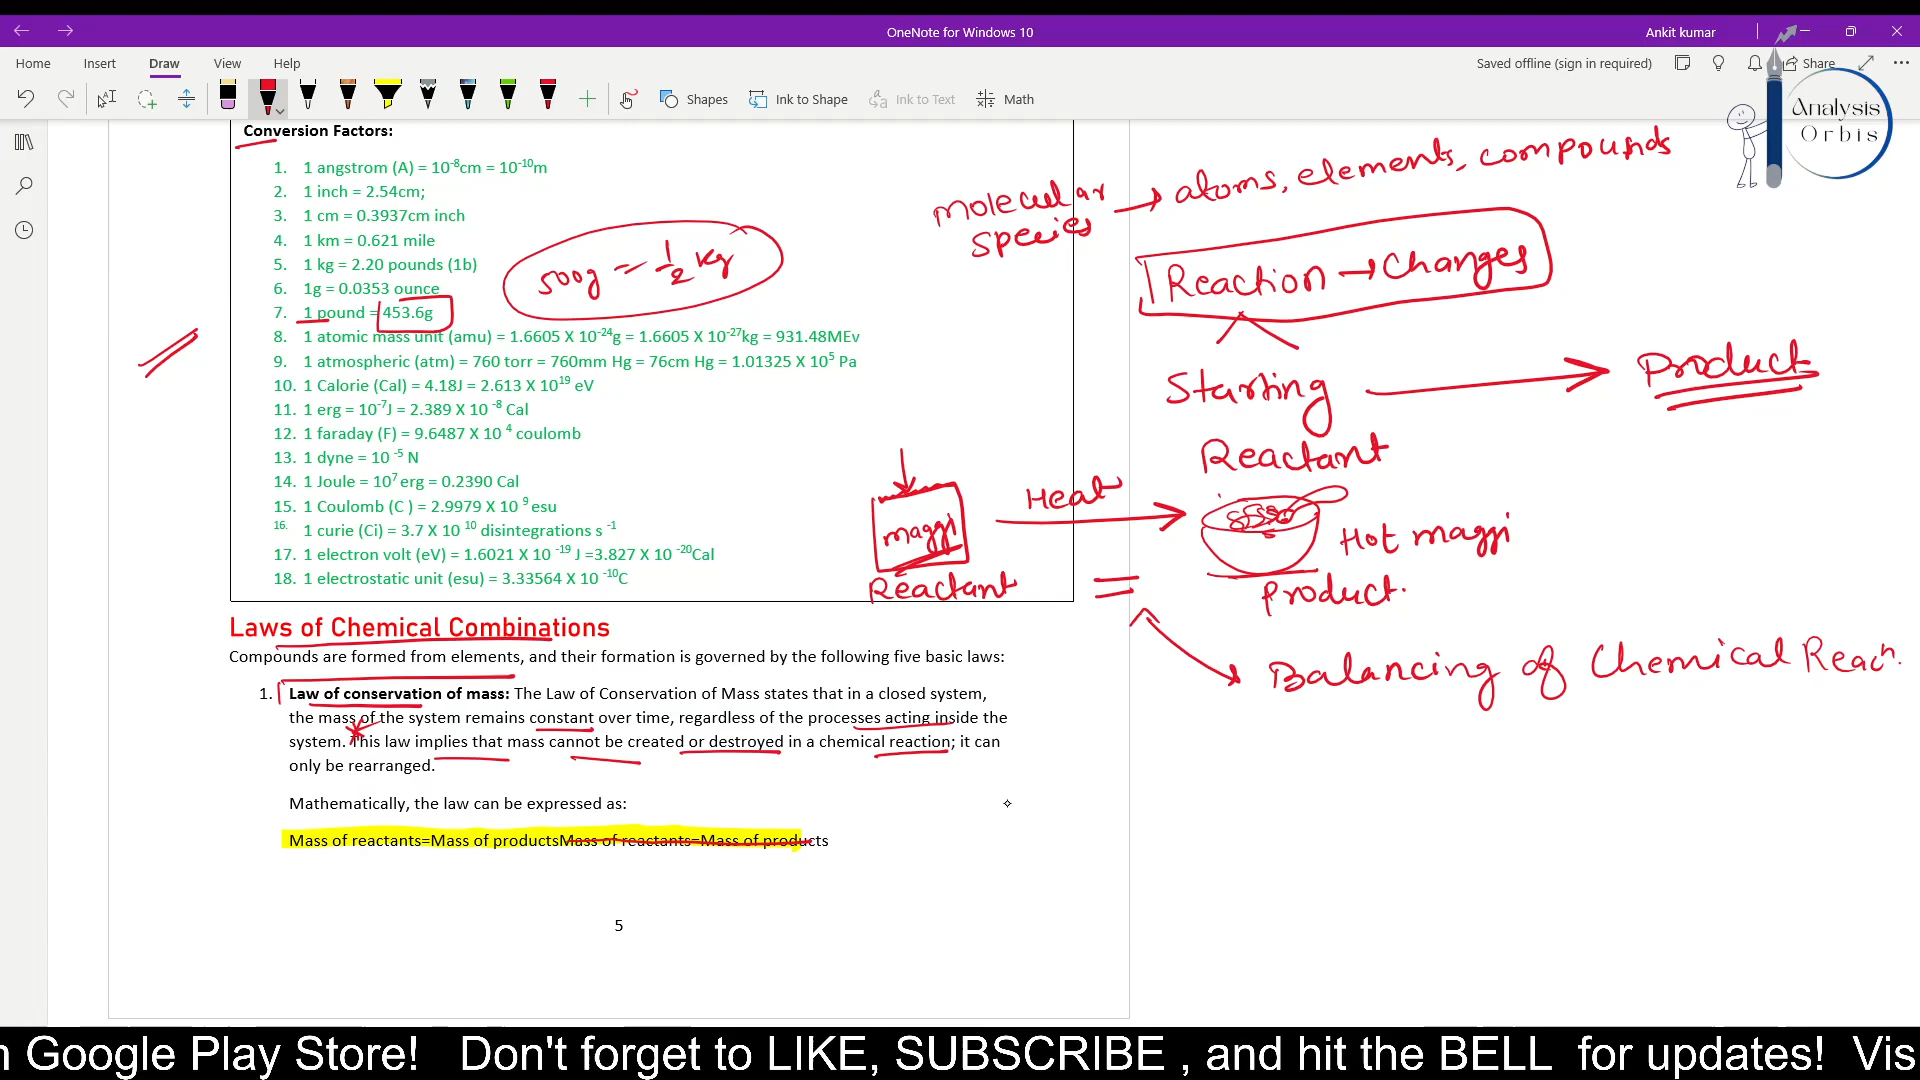 OneNote for Windows 10
Ankit kumar
Home Insert Draw View Help
Saved offline (sign in required)
Share
Shapes
Ink to Shape
Ink to Text
Math
Analysis
Orbis
Conversion Factors:
1. 1 angstrom (A) = 10⁻⁸cm = 10⁻¹⁰m
2. 1 inch = 2.54cm;
3. 1 cm = 0.3937cm inch
4. 1 km = 0.621 mile
5. 1 kg = 2.20 pounds (1b)
6. 1g = 0.0353 ounce
7. 1 pound = 453.6g
8. 1 atomic mass unit (amu) = 1.6605 X 10⁻²⁴g = 1.6605 X 10⁻²⁷kg = 931.48MEv
9. 1 atmospheric (atm) = 760 torr = 760mm Hg = 76cm Hg = 1.01325 X 10⁵ Pa
10. 1 Calorie (Cal) = 4.18J = 2.613 X 10¹⁹ eV
11. 1 erg = 10⁻⁷J = 2.389 X 10⁻⁸ Cal
12. 1 faraday (F) = 9.6487 X 10⁴ coulomb
13. 1 dyne = 10⁻⁵ N
14. 1 Joule = 10⁷ erg = 0.2390 Cal
15. 1 Coulomb (C ) = 2.9979 X 10⁹ esu
16. 1 curie (Ci) = 3.7 X 10¹⁰ disintegrations s⁻¹
17. 1 electron volt (eV) = 1.6021 X 10⁻¹⁹ J =3.827 X 10⁻²⁰Cal
18. 1 electrostatic unit (esu) = 3.33564 X 10⁻¹⁰C
500g = 1/2 kg
molecular species → atoms, elements, compounds
Reaction → Changes
Starting → Product
Reactant
maggi
Heat
Hot maggi
Reactant = Product.
Balancing of Chemical Reacⁿ.
Laws of Chemical Combinations
Compounds are formed from elements, and their formation is governed by the following five basic laws:
1. Law of conservation of mass: The Law of Conservation of Mass states that in a closed system,
the mass of the system remains constant over time, regardless of the processes acting inside the
system. This law implies that mass cannot be created or destroyed in a chemical reaction; it can
only be rearranged.
Mathematically, the law can be expressed as:
Mass of reactants=Mass of productsMass of reactants=Mass of products
5
Google Play Store! Don't forget to LIKE, SUBSCRIBE , and hit the BELL for updates! Vis